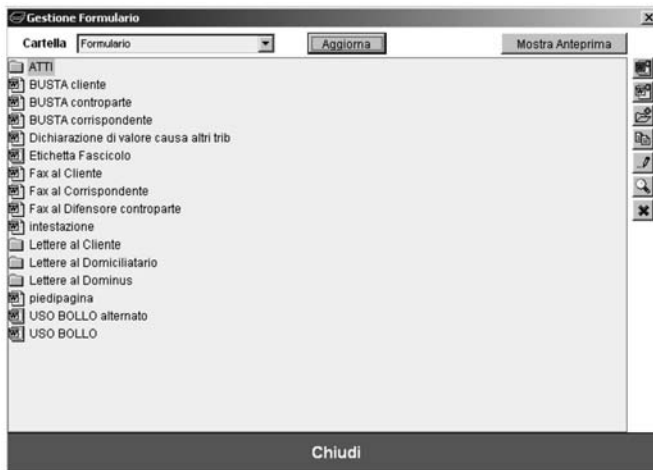 Gestione Formulario
Cartella Formulario Aggiorna Mostra Anteprima
ATTI
BUSTA cliente
BUSTA controparte
BUSTA corrispondente
Dichiarazione di valore causa altri trib
Etichetta Fascicolo
Fax al Cliente
Fax al Corrispondente
Fax al Difensore controparte
intestazione
Lettere al Cliente
Lettere al Domiciliatario
Lettere al Dominus
piedipagina
USO BOLLO alternato
USO BOLLO
Chiudi